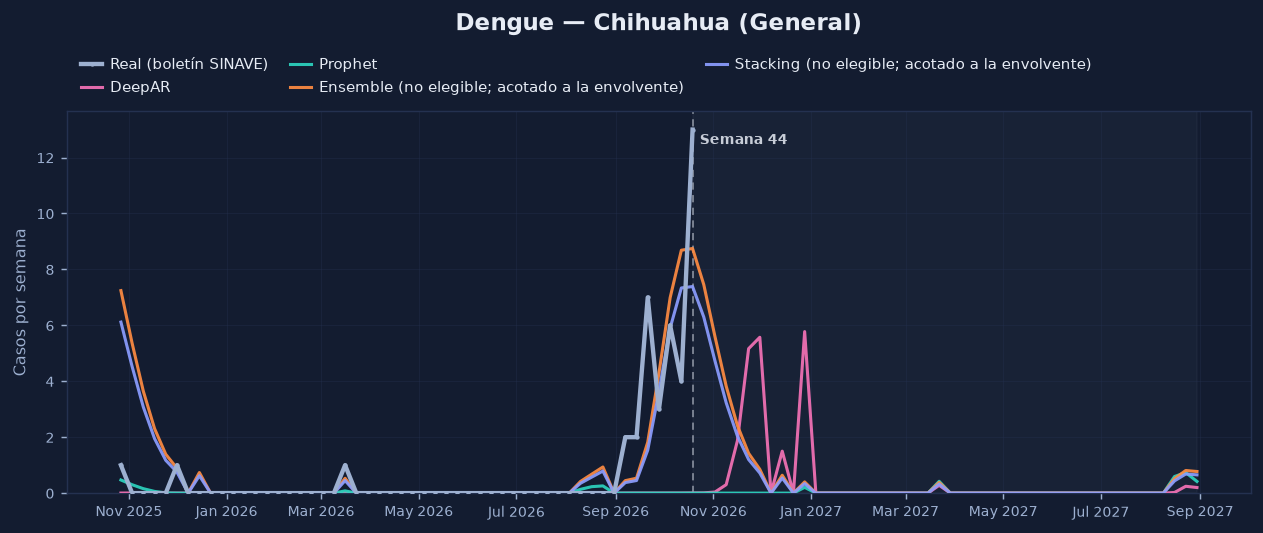 Dengue — Chihuahua (General)
Real (boletín SINAVE)
Prophet
Stacking (no elegible; acotado a la envolvente)
DeepAR
Ensemble (no elegible; acotado a la envolvente)
Semana 44
Casos por semana
12
10
8
6
4
2
0
Nov 2025 Jan 2026 Mar 2026 May 2026 Jul 2026 Sep 2026 Nov 2026 Jan 2027 Mar 2027 May 2027 Jul 2027 Sep 2027